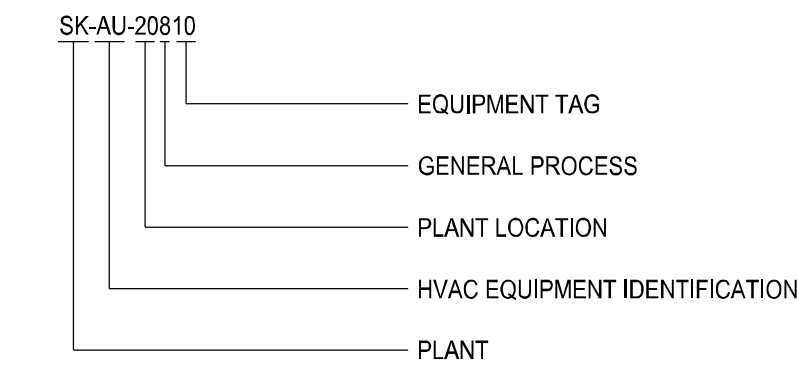 SK-AU-20810
EQUIPMENT TAG
GENERAL PROCESS
PLANT LOCATION
HVAC EQUIPMENT IDENTIFICATION
PLANT